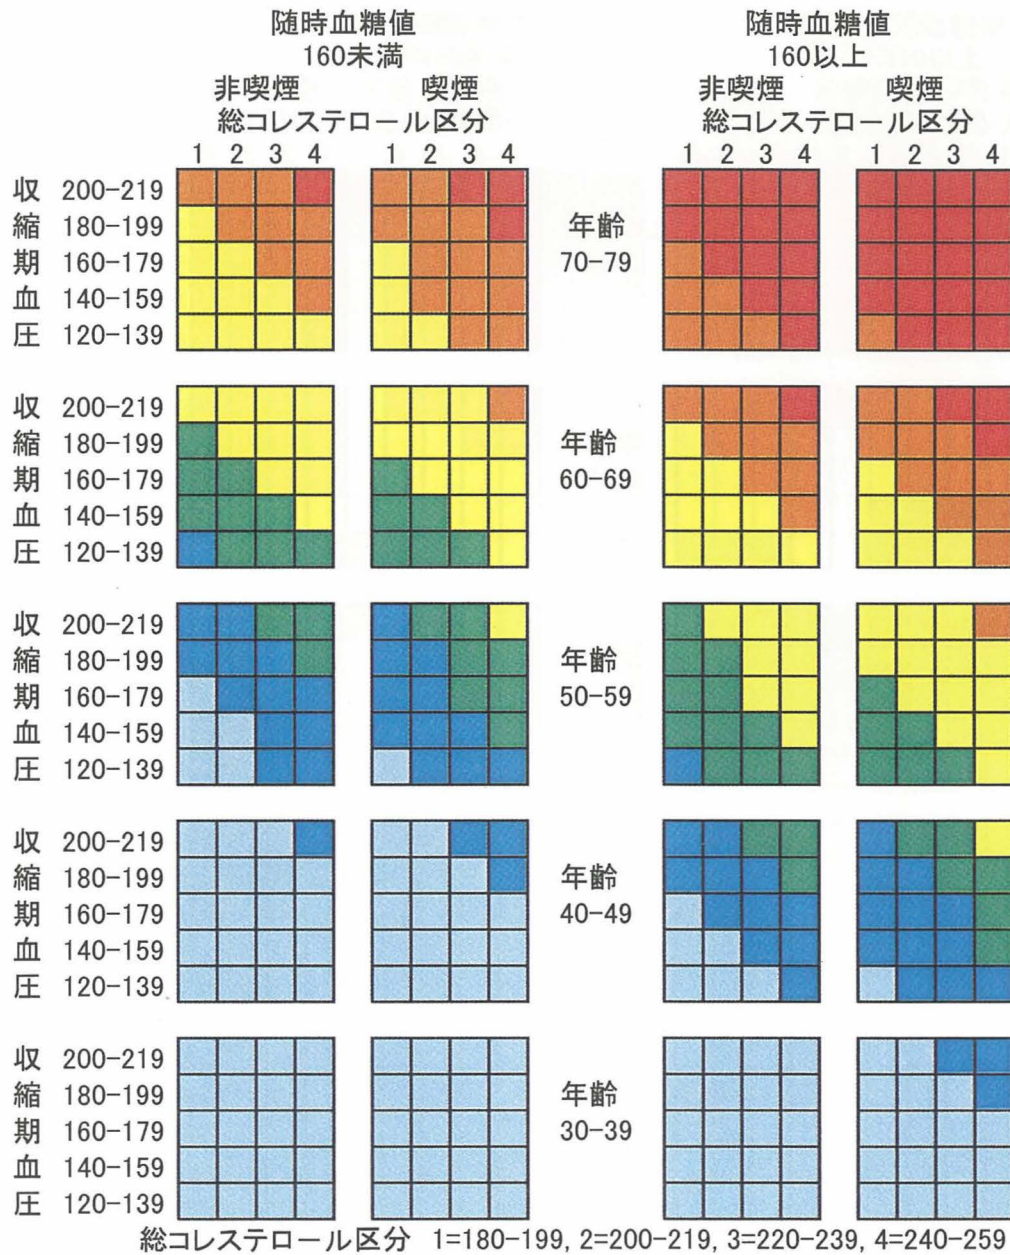 随時血糖値 随時血糖値
160未満 160以上
非喫煙 喫煙 非喫煙 喫煙
総コレステロール区分 総コレステロール区分
1 2 3 4 1 2 3 4 1 2 3 4 1 2 3 4
収 200-219
縮 180-199 年齢
期 160-179 70-79
血 140-159
圧 120-139
収 200-219
縮 180-199 年齢
期 160-179 60-69
血 140-159
圧 120-139
収 200-219
縮 180-199 年齢
期 160-179 50-59
血 140-159
圧 120-139
収 200-219
縮 180-199 年齢
期 160-179 40-49
血 140-159
圧 120-139
収 200-219
縮 180-199 年齢
期 160-179 30-39
血 140-159
圧 120-139
総コレステロール区分 1=180-199, 2=200-219, 3=220-239, 4=240-259